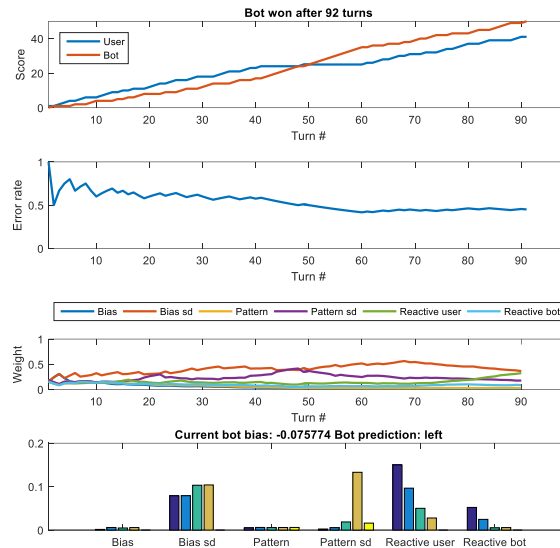 Bot won after 92 turns
User
Bot
Score
40
20
0
10 20 30 40 50 60 70 80 90
Turn #
Error rate
1
0.5
0
10 20 30 40 50 60 70 80 90
Turn #
Bias Bias sd Pattern Pattern sd Reactive user Reactive bot
Weight
1
0.5
0
10 20 30 40 50 60 70 80 90
Turn #
Current bot bias: -0.075774 Bot prediction: left
0.2
0.1
0
Bias Bias sd Pattern Pattern sd Reactive user Reactive bot